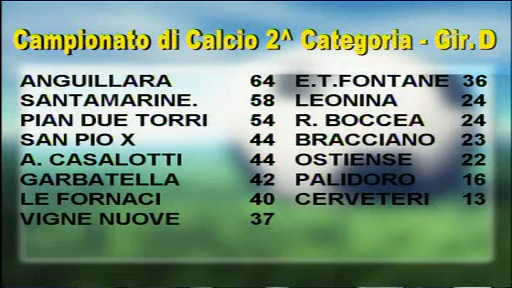 Campionato di Calcio 2^ Categoria - Gir.D
ANGUILLARA 64
SANTAMARINE. 58
PIAN DUE TORRI 54
SAN PIO X 44
A. CASALOTTI 44
GARBATELLA 42
LE FORNACI 40
VIGNE NUOVE 37
E.T.FONTANE 36
LEONINA 24
R. BOCCEA 24
BRACCIANO 23
OSTIENSE 22
PALIDORO 16
CERVETERI 13